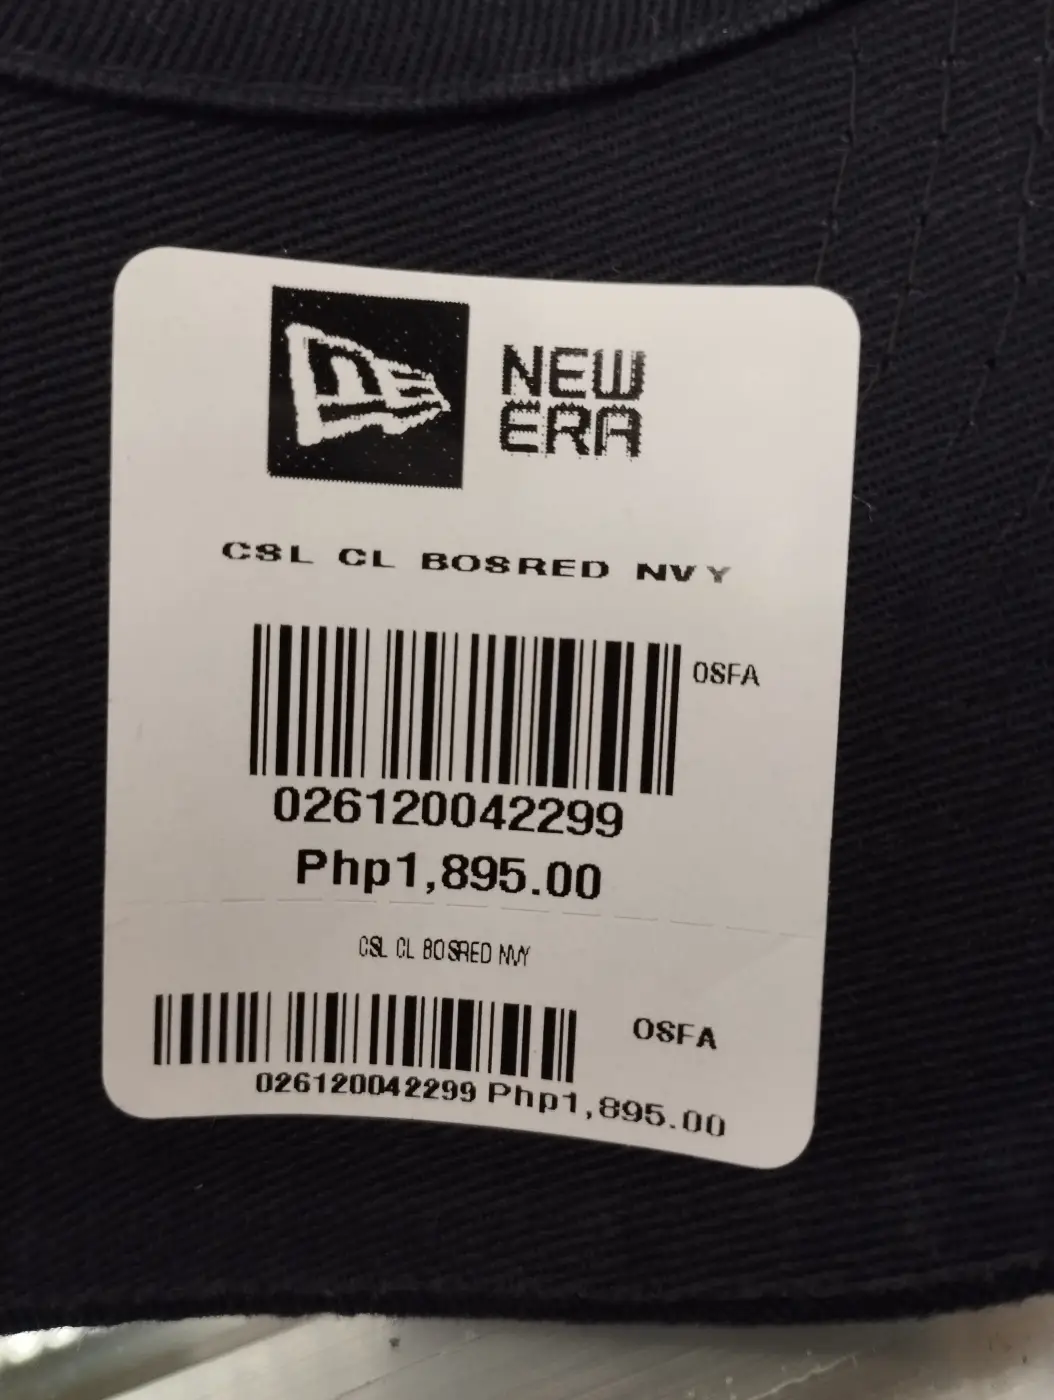 NEW
ERA
CSL CL BOSRED NVY
OSFA
026120042299
Php1,895.00
CSL CL BOSRED NVY
OSFA
026120042299 Php1,895.00